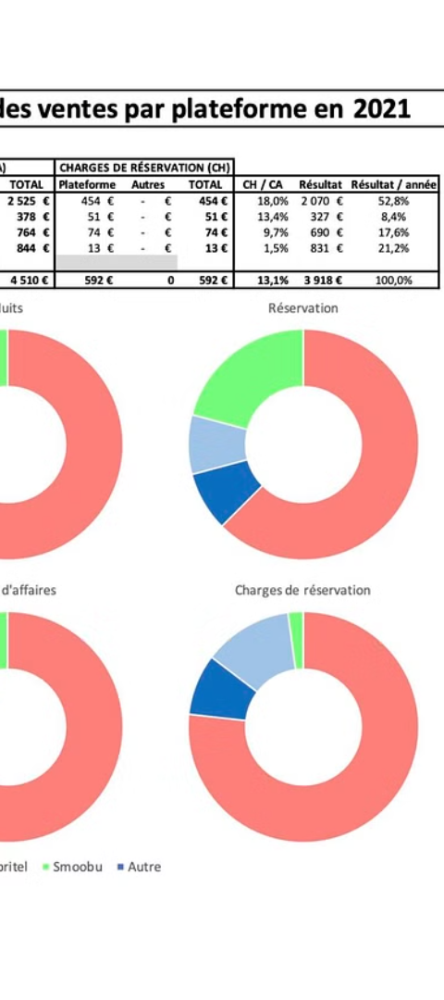 des ventes par plateforme en 2021
A) CHARGES DE RÉSERVATION (CH)
TOTAL Plateforme Autres TOTAL CH / CA Résultat Résultat / année
2 525 € 454 € - € 454 € 18,0% 2 070 € 52,8%
378 € 51 € - € 51 € 13,4% 327 € 8,4%
764 € 74 € - € 74 € 9,7% 690 € 17,6%
844 € 13 € - € 13 € 1,5% 831 € 21,2%
4 510 € 592 € 0 592 € 13,1% 3 918 € 100,0%
uits Réservation
d'affaires Charges de réservation
britel Smoobu Autre